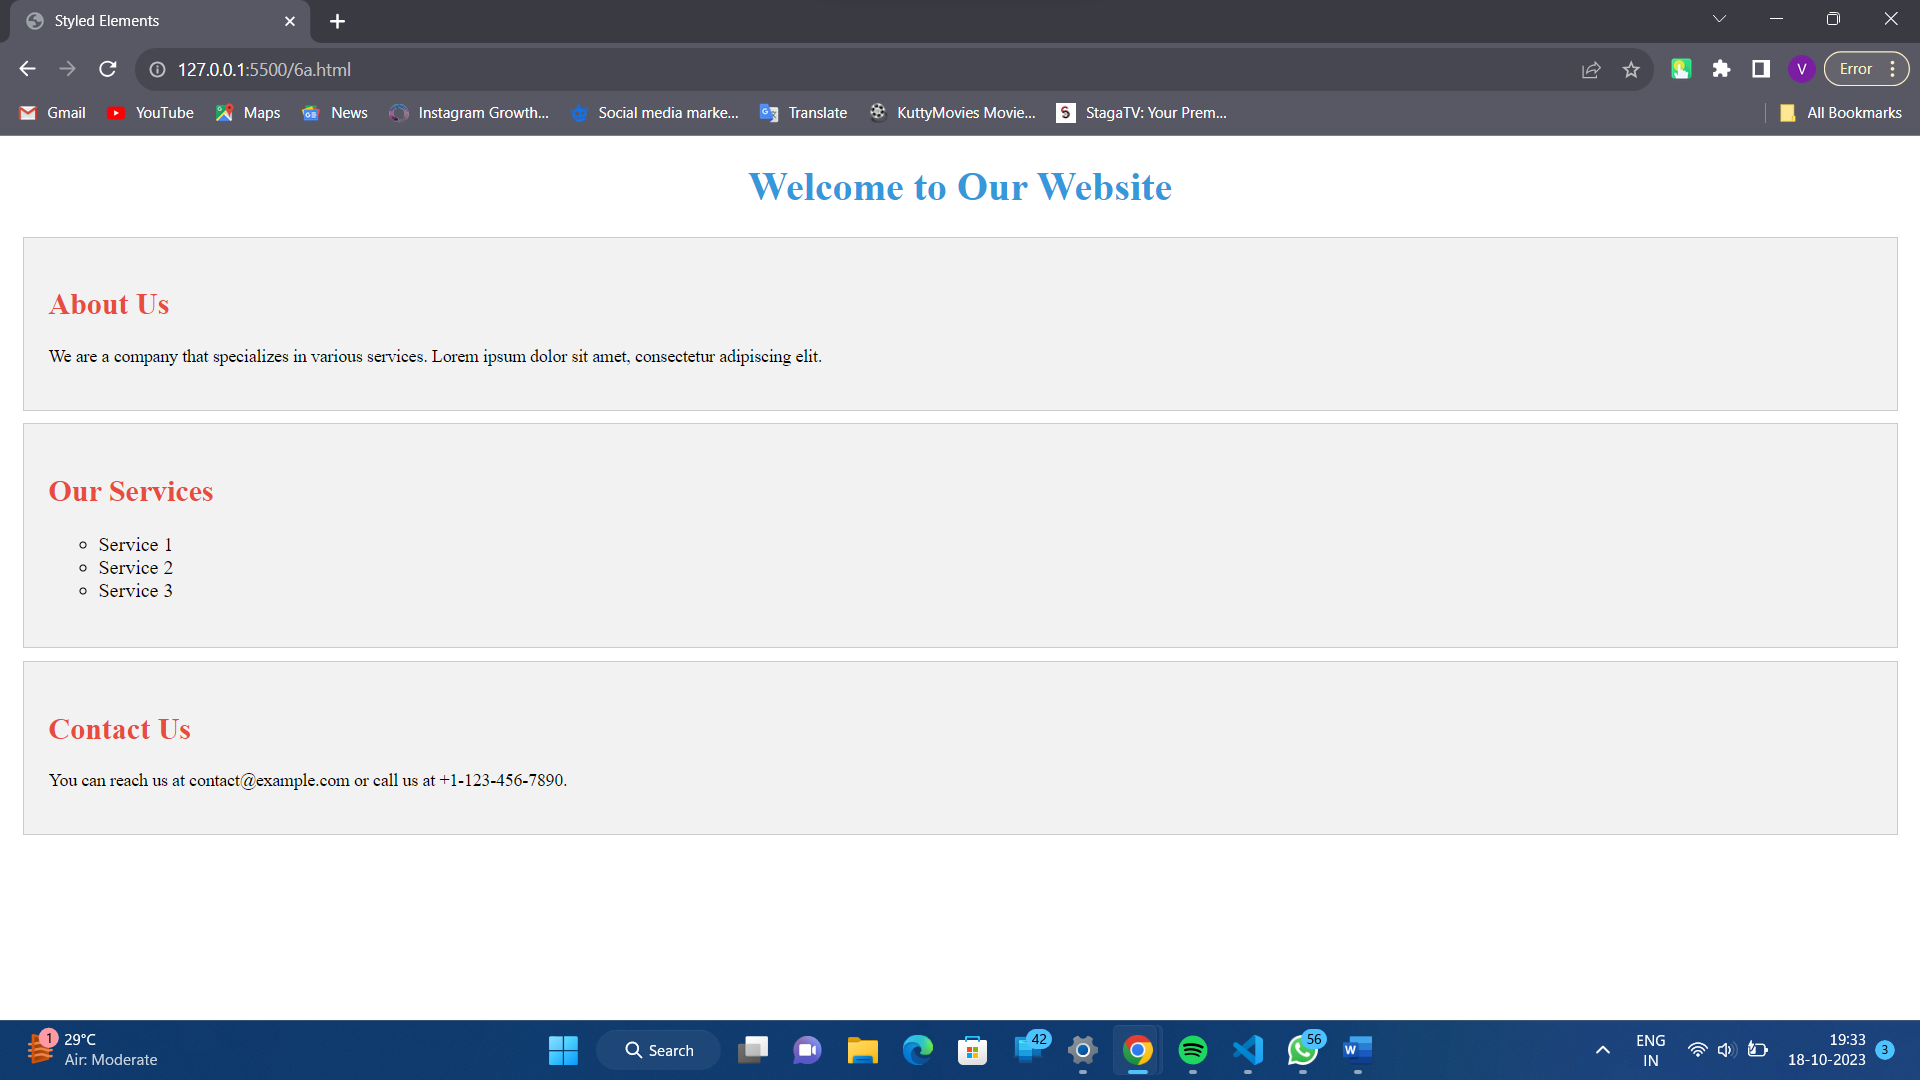 Styled Elements
127.0.0.1:5500/6a.html
V
Error
Gmail
YouTube
Maps
News
Instagram Growth...
Social media marke...
Translate
KuttyMovies Movie...
StagaTV: Your Prem...
All Bookmarks
Welcome to Our Website
About Us
We are a company that specializes in various services. Lorem ipsum dolor sit amet, consectetur adipiscing elit.
Our Services
Service 1
Service 2
Service 3
Contact Us
You can reach us at contact@example.com or call us at +1-123-456-7890.
1
29°C
Air: Moderate
Search
42
56
ENG
IN
19:33
18-10-2023
3